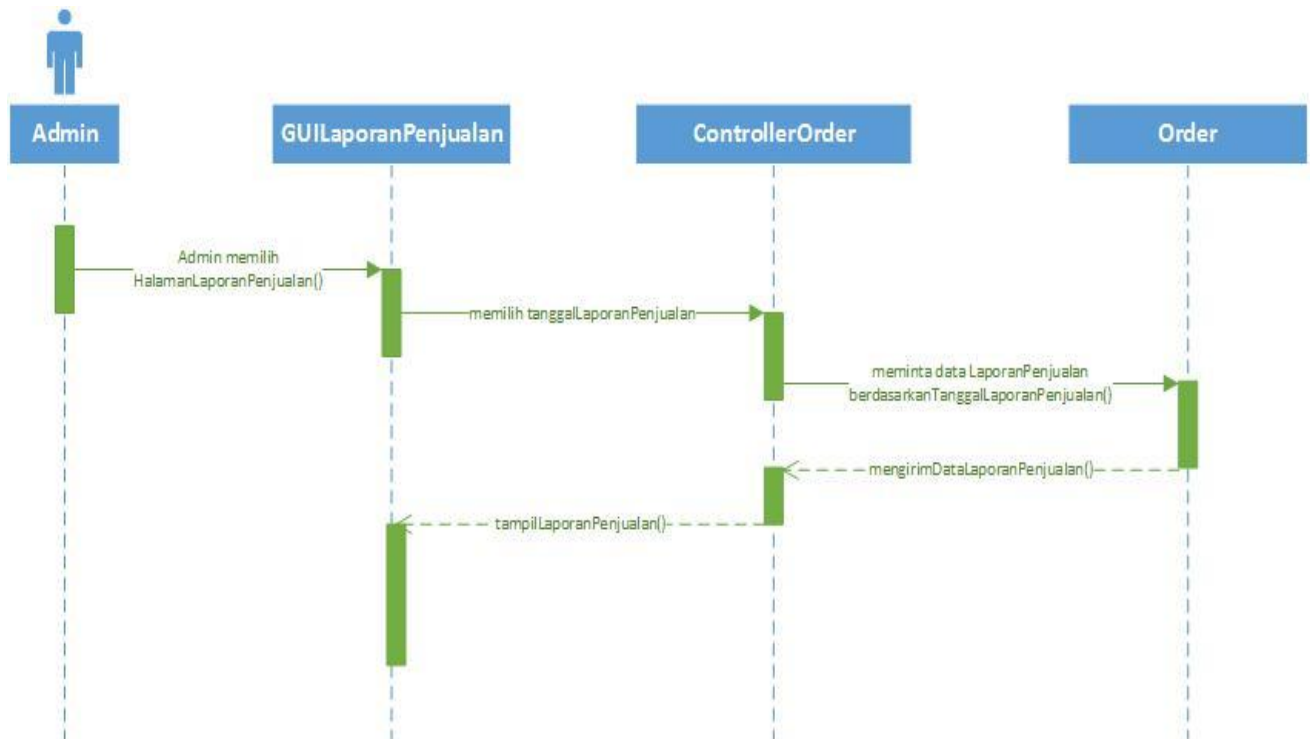 Admin
GUILaporanPenjualan
ControllerOrder
Order
Admin memilih
HalamanLaporanPenjualan()
memilih tanggalLaporanPenjualan
meminta data LaporanPenjualan
berdasarkanTanggalLaporanPenjualan()
mengirimDataLaporanPenjualan()
tampilLaporanPenjualan()